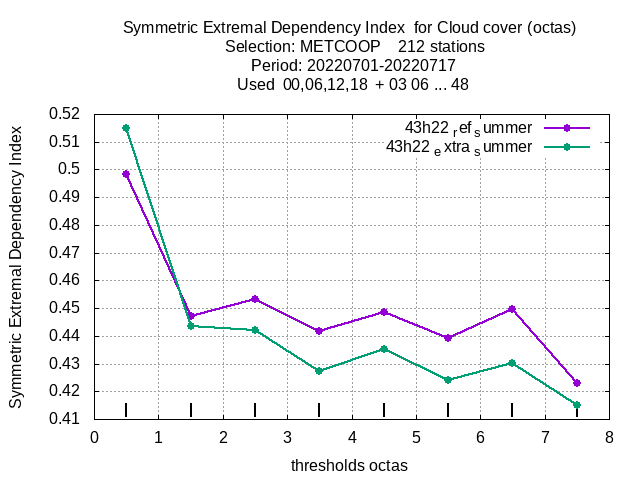 Symmetric Extremal Dependency Index for Cloud cover (octas)
Selection: METCOOP 212 stations
Period: 20220701-20220717
Used 00,06,12,18 + 03 06 ... 48
43h22 ref summer
43h22 extra summer
Symmetric Extremal Dependency Index
0.52
0.51
0.5
0.49
0.48
0.47
0.46
0.45
0.44
0.43
0.42
0.41
0 1 2 3 4 5 6 7 8
thresholds octas